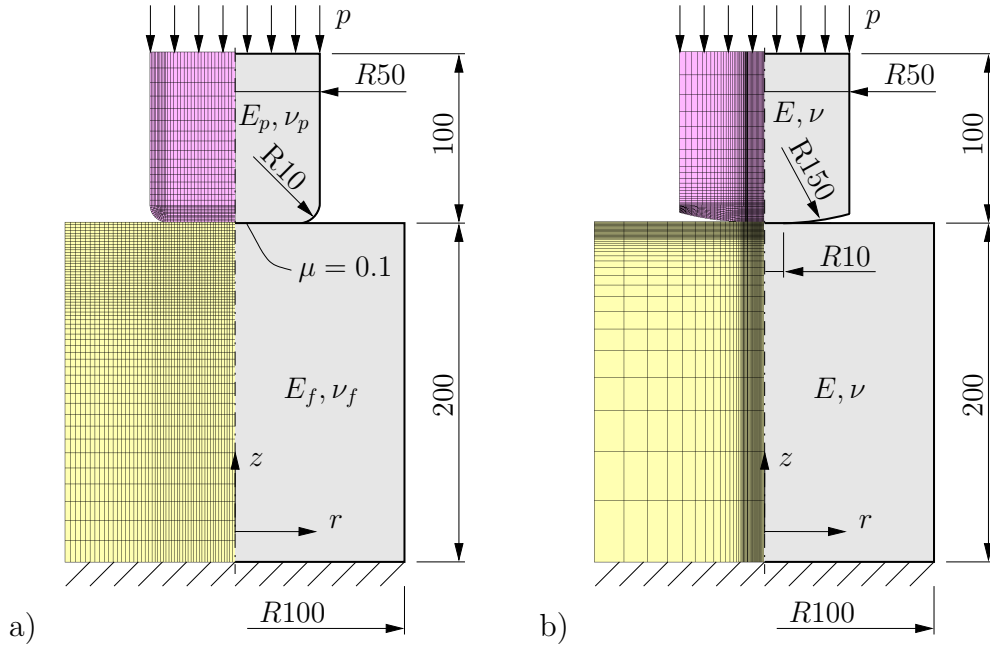 p
R50
E_p, ν_p
R10
100
μ = 0.1
E_f, ν_f
200
z
r
R100
a)
p
R50
E, ν
R150
100
R10
E, ν
200
z
r
R100
b)